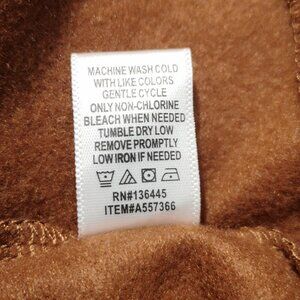 MACHINE WASH COLD
WITH LIKE COLORS
GENTLE CYCLE
ONLY NON-CHLORINE
BLEACH WHEN NEEDED
TUMBLE DRY LOW
REMOVE PROMPTLY
LOW IRON IF NEEDED
RN#136445
ITEM#A557366